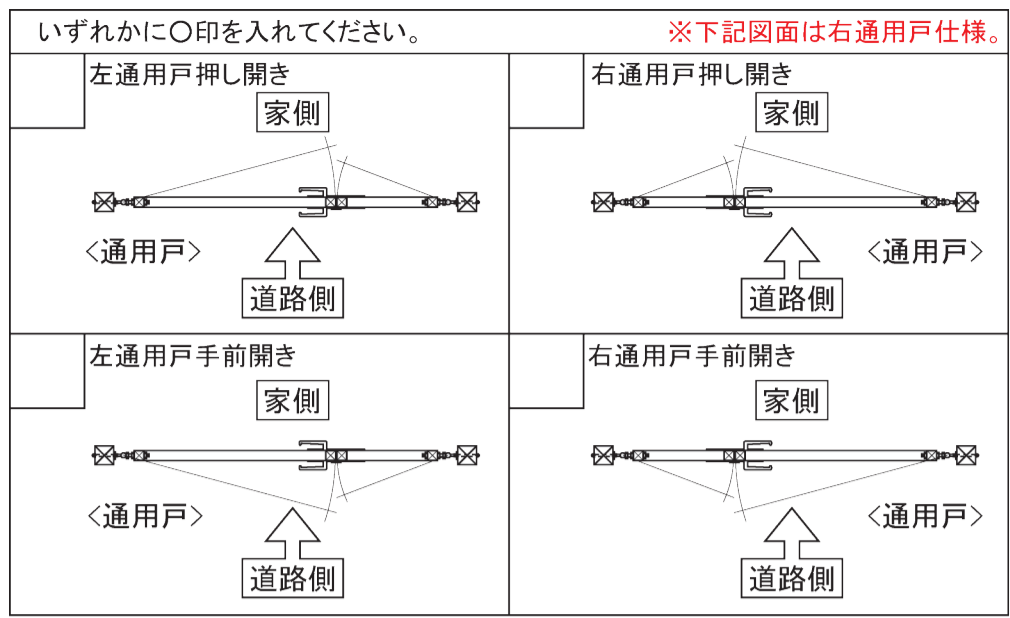 いずれかに〇印を入れてください。
※下記図面は右通用戸仕様。
左通用戸押し開き
家側
<通用戸>
道路側
右通用戸押し開き
家側
<通用戸>
道路側
左通用戸手前開き
家側
<通用戸>
道路側
右通用戸手前開き
家側
<通用戸>
道路側